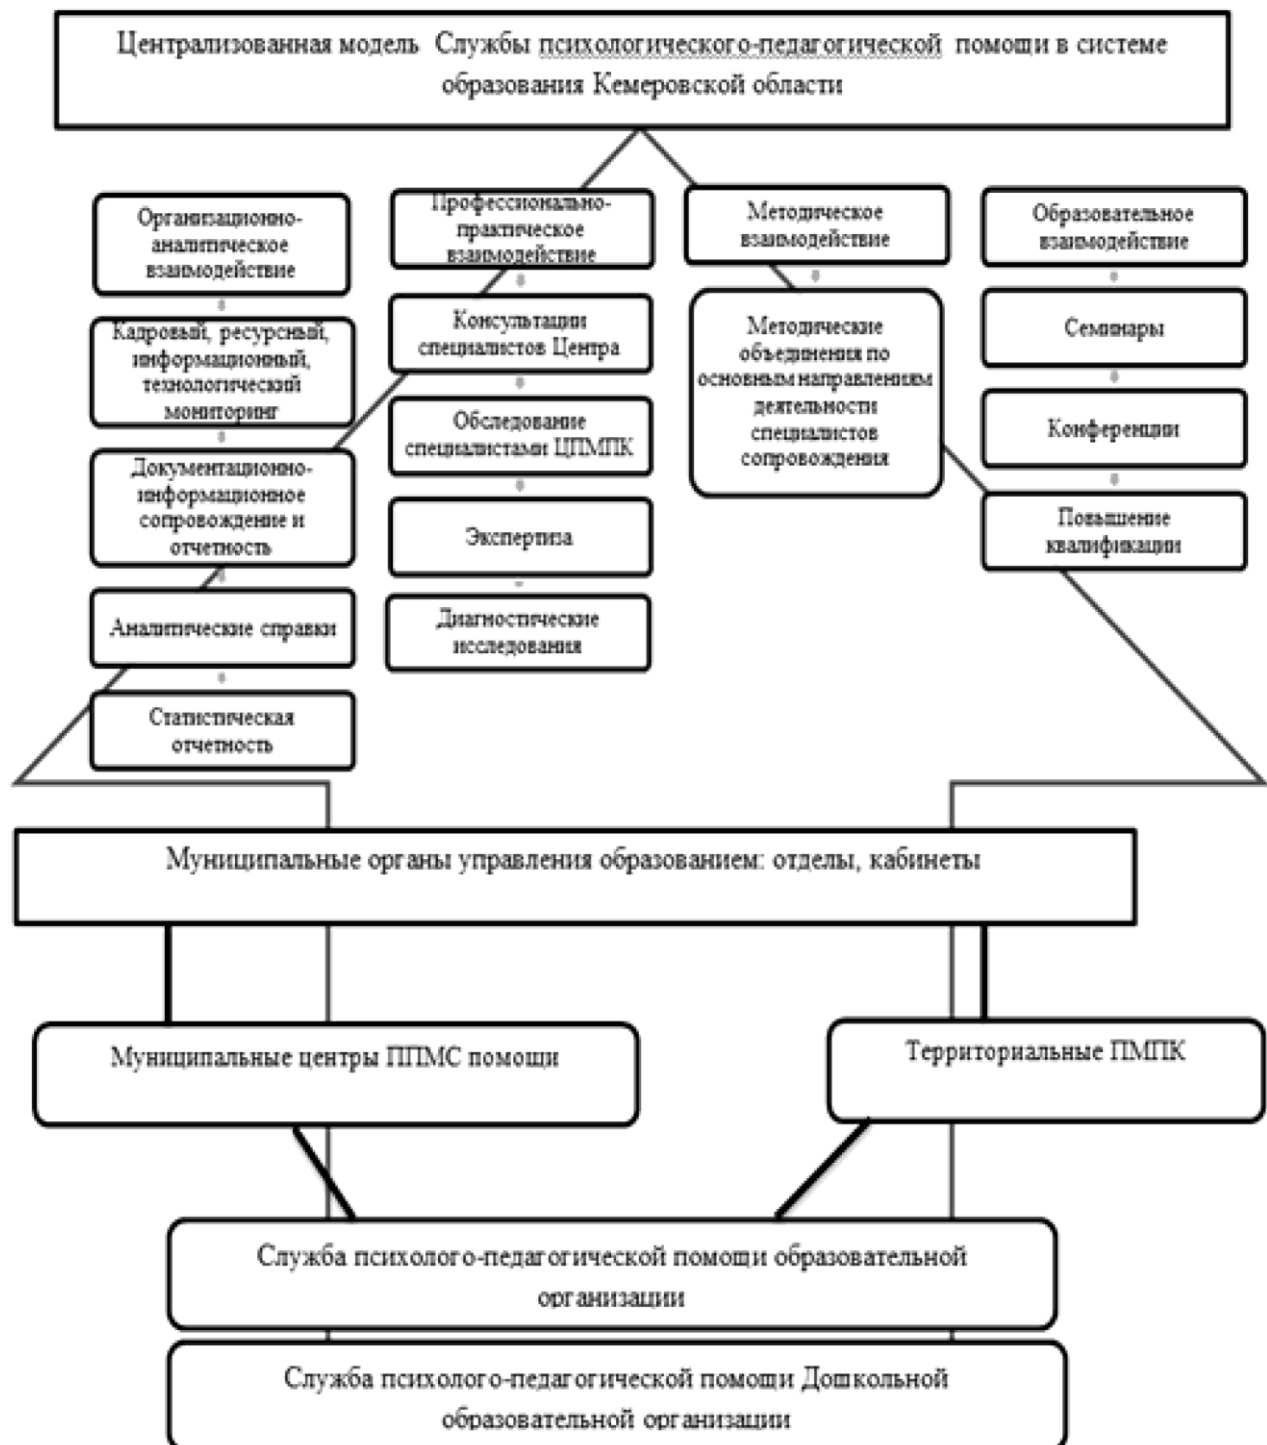 Централизованная модель Службы психологического-педагогической помощи в системе
образования Кемеровской области
Организационно-
аналитическое
взаимодействие
Кадровый, ресурсный,
информационный,
технологический
мониторинг
Документационно-
информационное
сопровождение и
отчетность
Аналитические справки
Статистическая
отчетность
Профессионально-
практическое
взаимодействие
Консультации
специалистов Центра
Обследование
специалистами ЦПМПК
Экспертиза
Диагностические
исследования
Методическое
взаимодействие
Методические
объединения по
основным направлениям
деятельности
специалистов
сопровождения
Образовательное
взаимодействие
Семинары
Конференции
Повышение
квалификации
Муниципальные органы управления образованием: отделы, кабинеты
Муниципальные центры ППМС помощи
Территориальные ПМПК
Служба психолого-педагогической помощи образовательной
организации
Служба психолого-педагогической помощи Дошкольной
образовательной организации